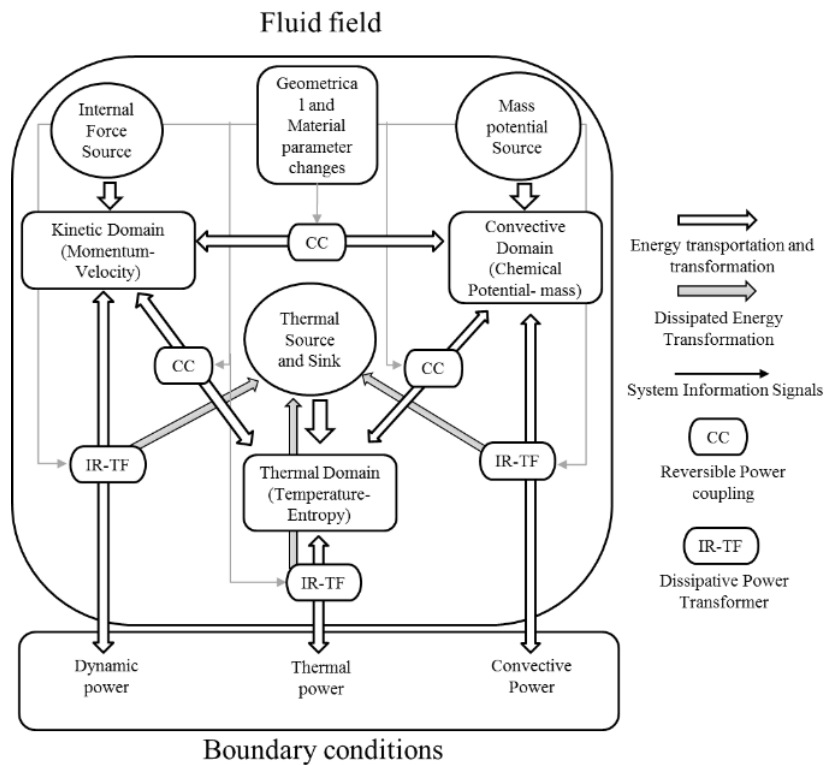 Fluid field
Internal
Force
Source
Geometrica
l and
Material
parameter
changes
Mass
potential
Source
Kinetic Domain
(Momentum-
Velocity)
CC
Convective
Domain
(Chemical
Potential- mass)
Thermal
Source
and Sink
CC
CC
IR-TF
IR-TF
Thermal Domain
(Temperature-
Entropy)
IR-TF
Dynamic
power
Thermal
power
Convective
Power
Boundary conditions
Energy transportation and
transformation
Dissipated Energy
Transformation
System Information Signals
CC
Reversible Power
coupling
IR-TF
Dissipative Power
Transformer